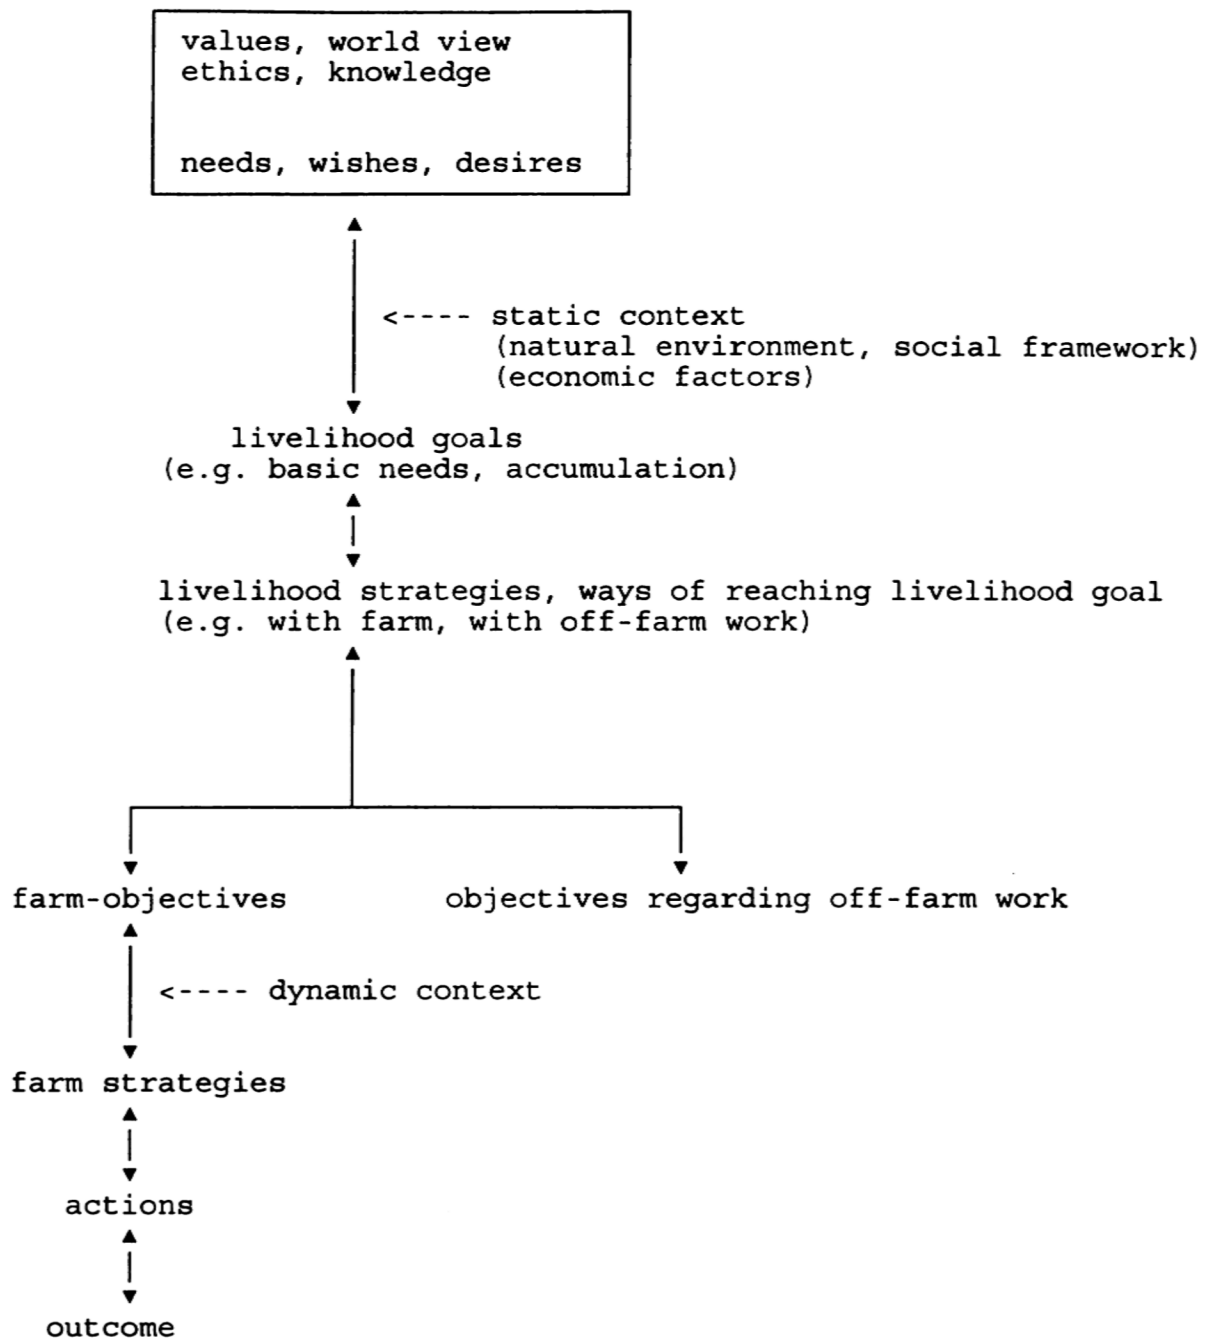 values, world view
ethics, knowledge
needs, wishes, desires
<---- static context
(natural environment, social framework)
(economic factors)
livelihood goals
(e.g. basic needs, accumulation)
livelihood strategies, ways of reaching livelihood goal
(e.g. with farm, with off-farm work)
farm-objectives
objectives regarding off-farm work
<---- dynamic context
farm strategies
actions
outcome